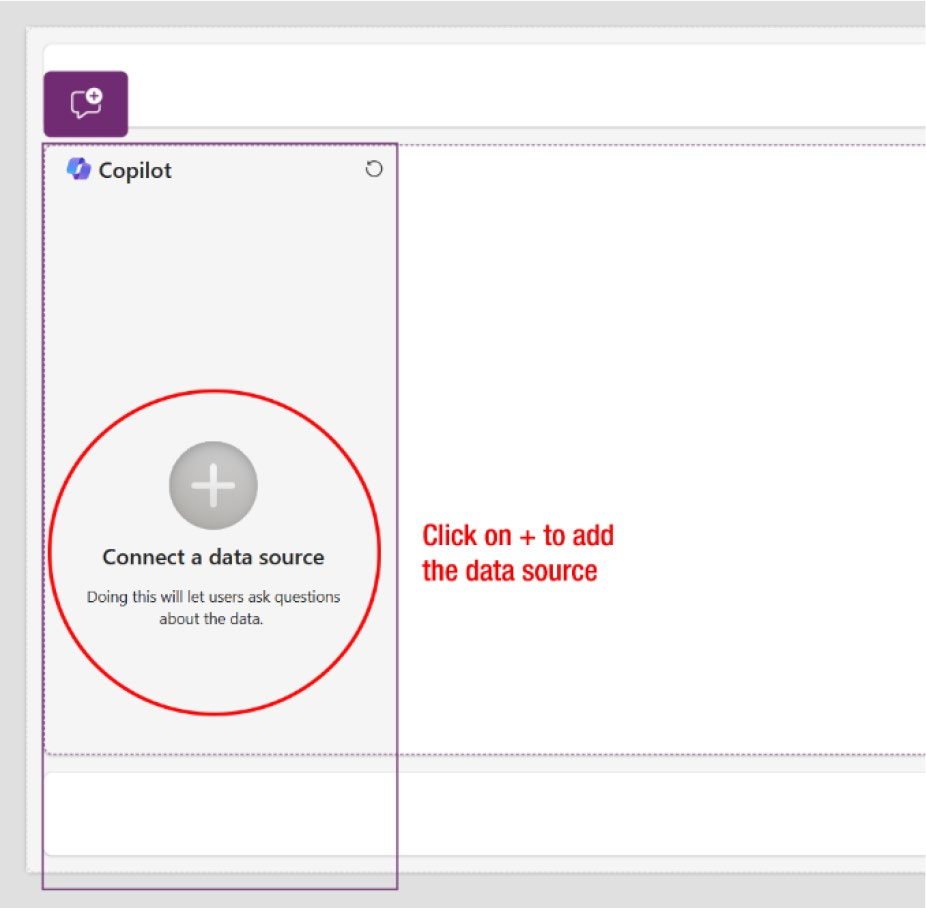 Copilot
Connect a data source
Doing this will let users ask questions
about the data.
Click on + to add
the data source